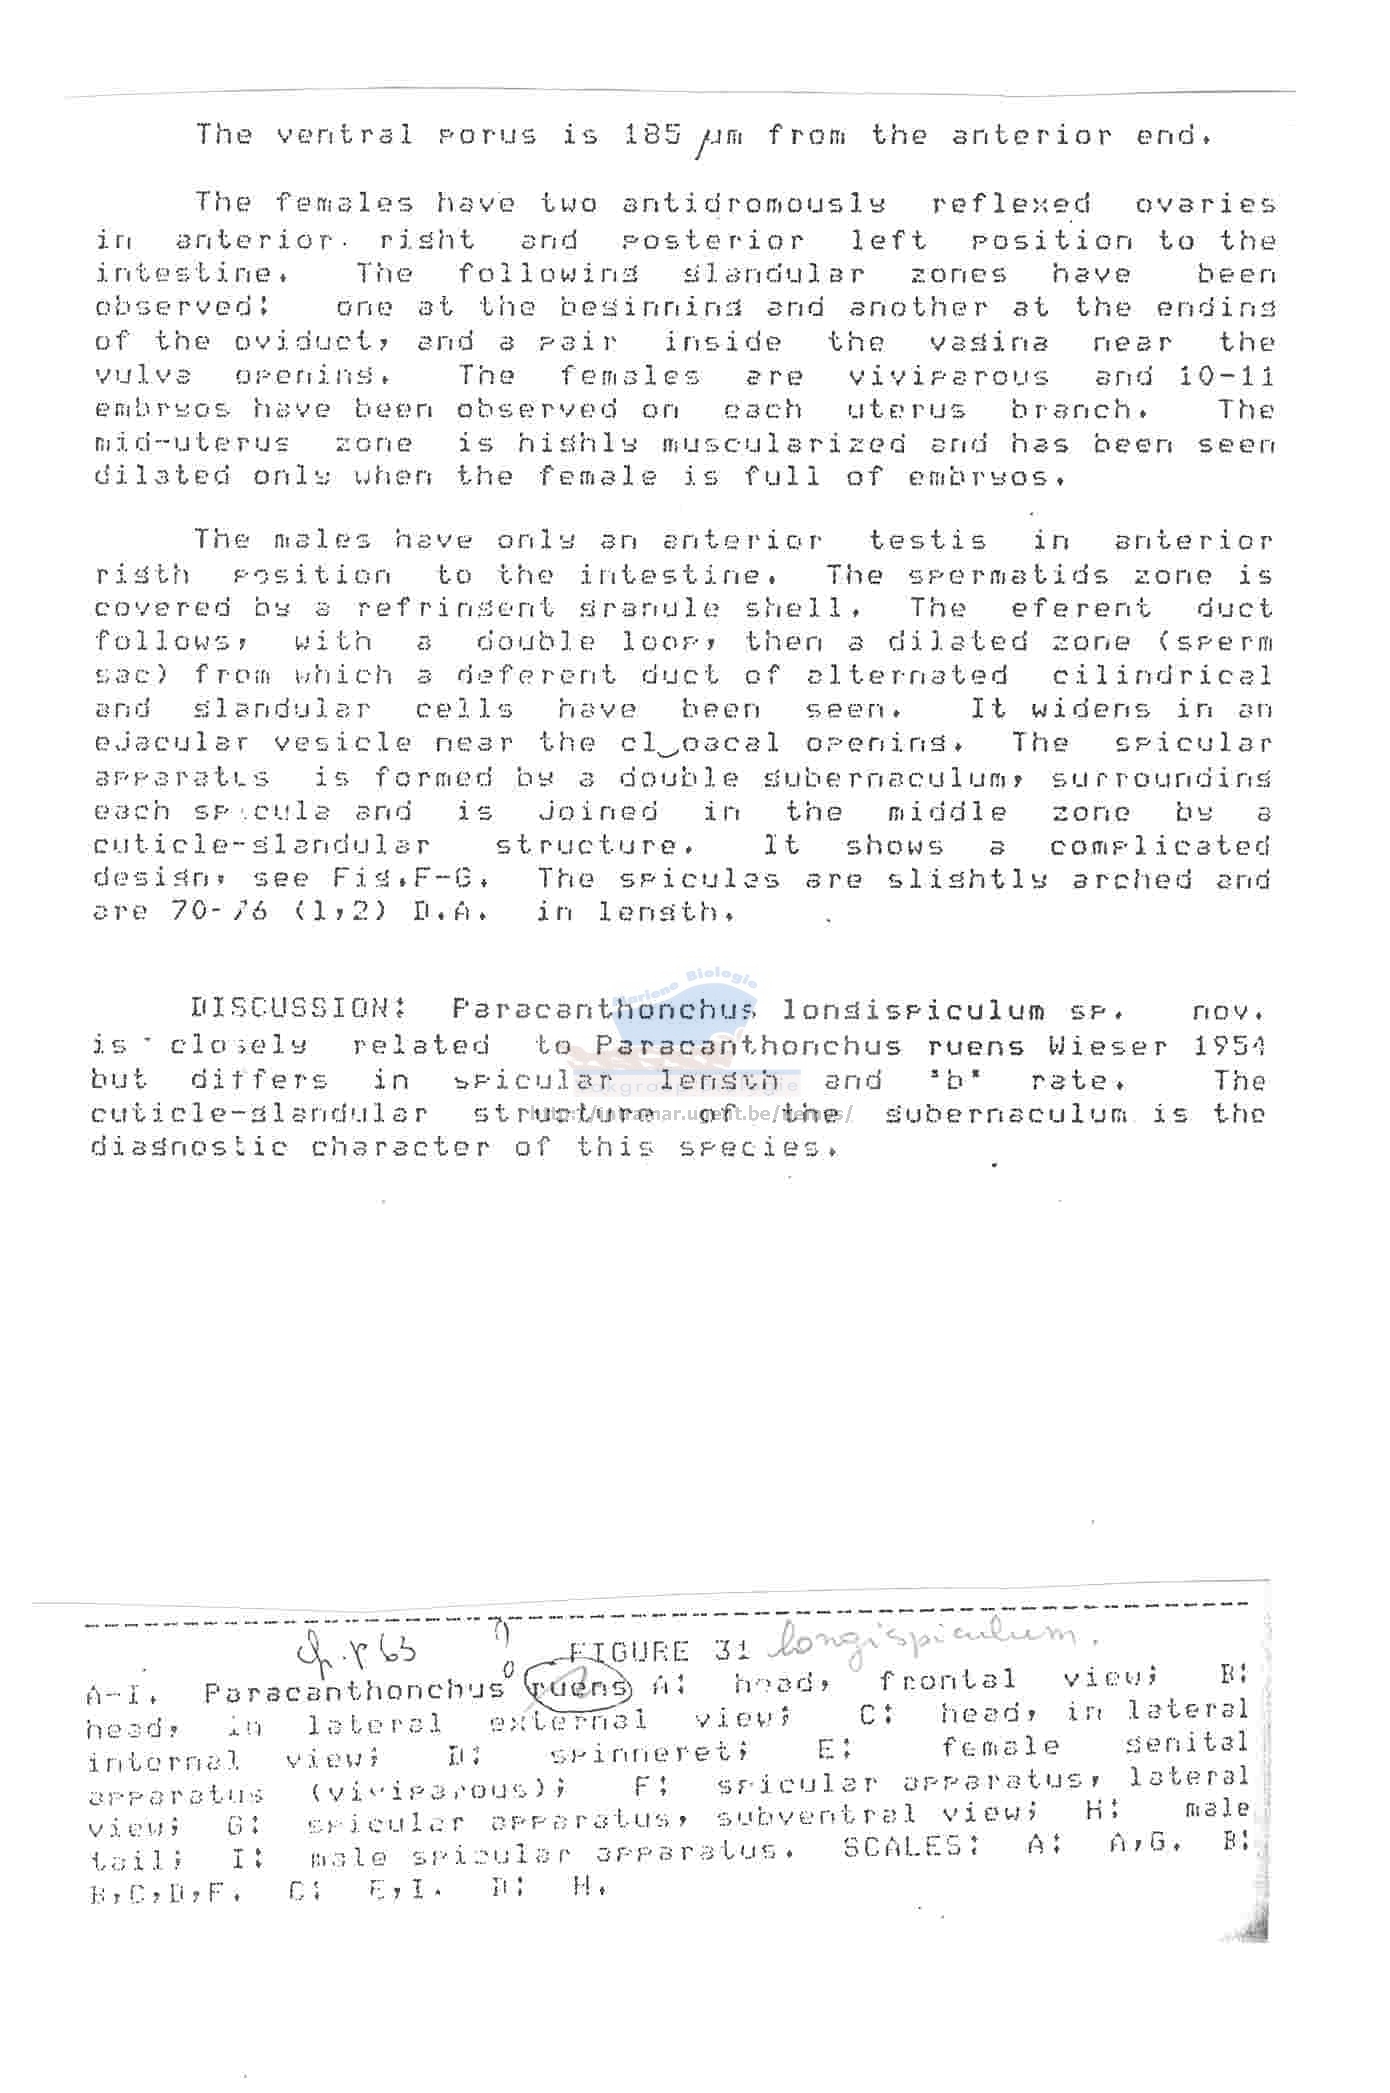 The ventral porus is 185 µm from the anterior end.
The females have two antidromously reflexed ovaries
in anterior right and posterior left position to the
intestine. The following glandular zones have been
observed: one at the beginning and another at the ending
of the oviduct, and a pair inside the vagina near the
vulva opening. The females are viviparous and 10-11
embryos have been observed on each uterus branch. The
mid-uterus zone is highly muscularized and has been seen
dilated only when the female is full of embryos.
The males have only an anterior testis in anterior
rigth position to the intestine. The spermatids zone is
covered by a refringent granule shell. The eferent duct
follows, with a double loop, then a dilated zone (sperm
sac) from which a deferent duct of alternated cilindrical
and glandular cells have been seen. It widens in an
ejacular vesicle near the cloacal opening. The spicular
apparatus is formed by a double gubernaculum, surrounding
each spicula and is joined in the middle zone by a
cuticle-glandular structure. It shows a complicated
design, see Fig.F-G. The spicules are slightly arched and
are 70-76 (1,2) D.A. in length.
Mariene Biologie
DISCUSSION: Paracanthonchus longispiculum sp. nov.
is closely related to Paracanthonchus ruens Wieser 1954
but differs in spicular length and "b" rate. The
cuticle-glandular structure of the gubernaculum is the
http://intramar.ugent.be/nemys/
diagnostic character of this species.
p 63
FIGURE 31 longispiculum.
A-I. Paracanthonchus ruens A: head, frontal view; B:
head, in lateral external view; C: head, in lateral
internal view; D: spinneret; E: female genital
apparatus (viviparous); F: spicular apparatus, lateral
view; G: spicular apparatus, subventral view; H: male
tail; I: male spicular apparatus. SCALES: A: A,G. B:
B,C,D,F. C: E,I. D: H.